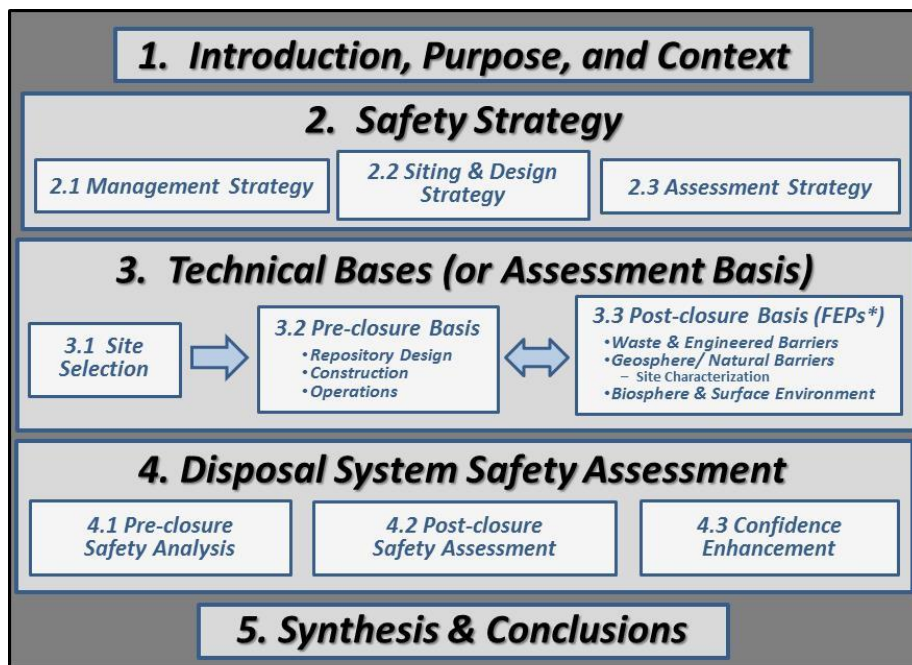 1. Introduction, Purpose, and Context
2. Safety Strategy
2.1 Management Strategy
2.2 Siting & Design
Strategy
2.3 Assessment Strategy
3. Technical Bases (or Assessment Basis)
3.1 Site
Selection
3.2 Pre-closure Basis
•Repository Design
•Construction
•Operations
3.3 Post-closure Basis (FEPs*)
•Waste & Engineered Barriers
•Geosphere/ Natural Barriers
– Site Characterization
•Biosphere & Surface Environment
4. Disposal System Safety Assessment
4.1 Pre-closure
Safety Analysis
4.2 Post-closure
Safety Assessment
4.3 Confidence
Enhancement
5. Synthesis & Conclusions